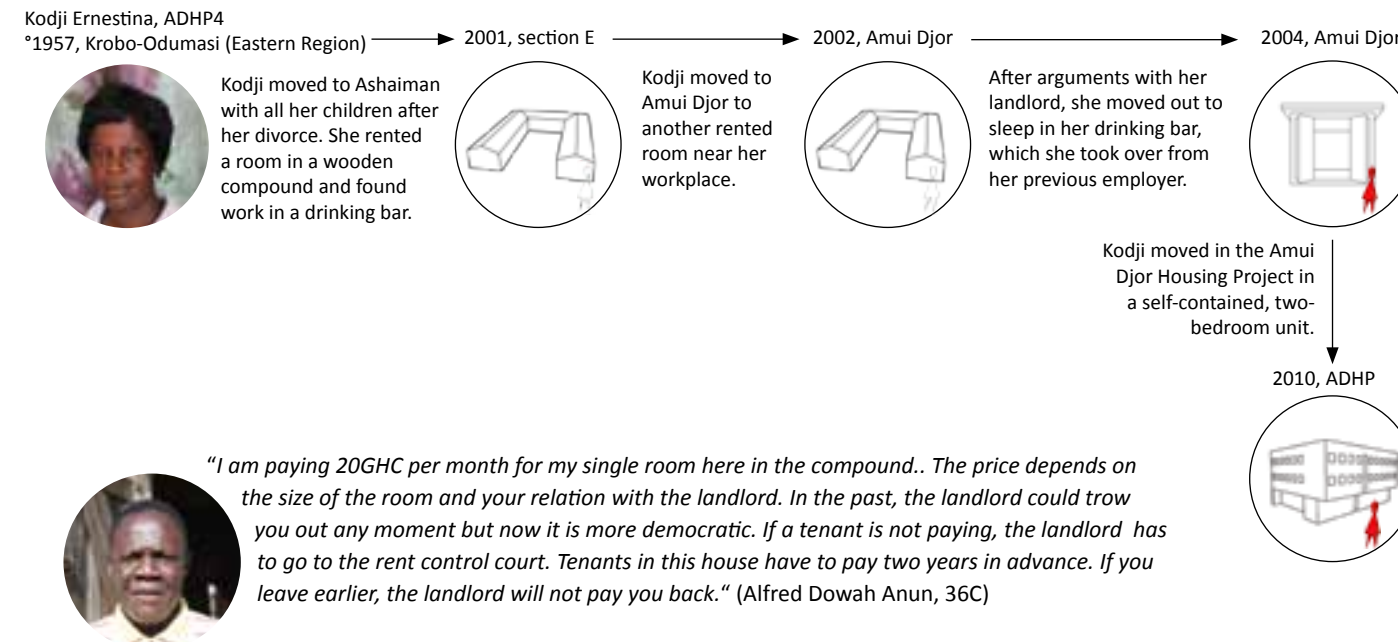 Kodji Ernestina, ADHP4
°1957, Krobo-Odumasi (Eastern Region)
2001, section E
2002, Amui Djor
2004, Amui Djor
Kodji moved to Ashaiman
with all her children after
her divorce. She rented
a room in a wooden
compound and found
work in a drinking bar.
Kodji moved to
Amui Djor to
another rented
room near her
workplace.
After arguments with her
landlord, she moved out to
sleep in her drinking bar,
which she took over from
her previous employer.
Kodji moved in the Amui
Djor Housing Project in
a self-contained, two-
bedroom unit.
2010, ADHP
“I am paying 20GHC per month for my single room here in the compound.. The price depends on
the size of the room and your relation with the landlord. In the past, the landlord could trow
you out any moment but now it is more democratic. If a tenant is not paying, the landlord  has
to go to the rent control court. Tenants in this house have to pay two years in advance. If you
leave earlier, the landlord will not pay you back.“ (Alfred Dowah Anun, 36C)